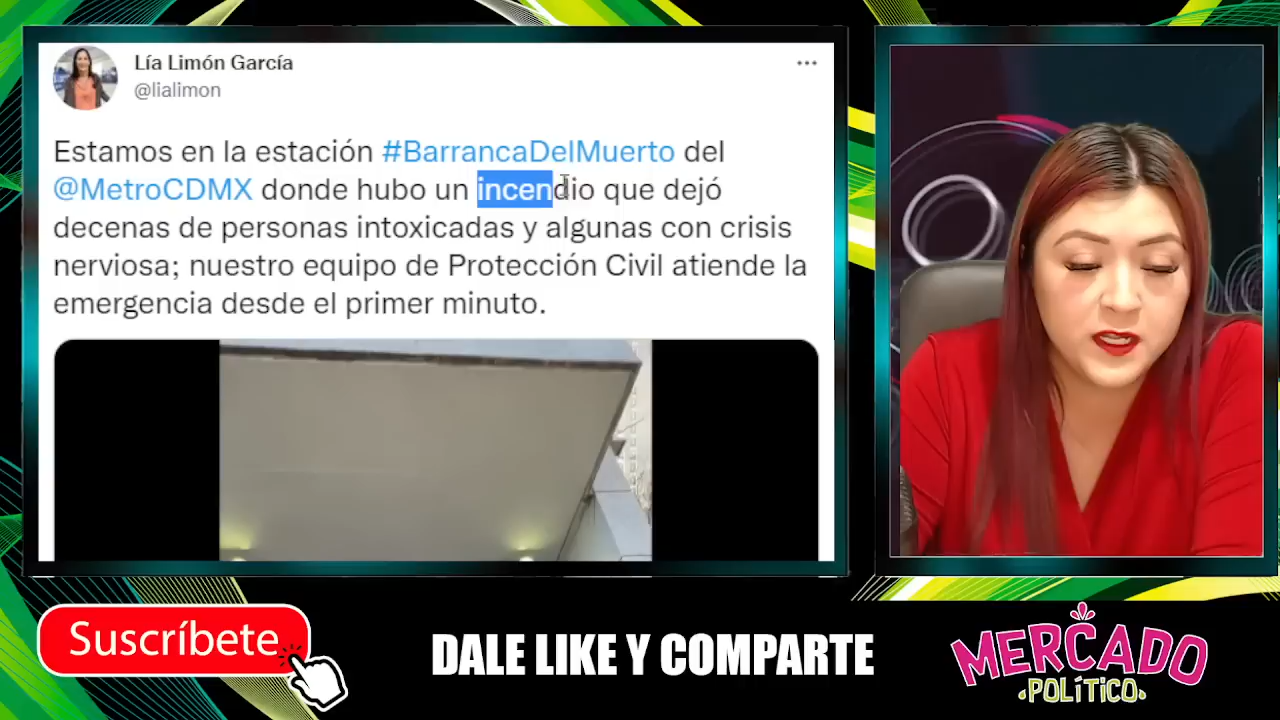 Lía Limón García
@lialimon
Estamos en la estación #BarrancaDelMuerto del
@MetroCDMX donde hubo un incendio que dejó
decenas de personas intoxicadas y algunas con crisis
nerviosa; nuestro equipo de Protección Civil atiende la
emergencia desde el primer minuto.
Suscríbete
DALE LIKE Y COMPARTE
MERCADO
POLÍTICO